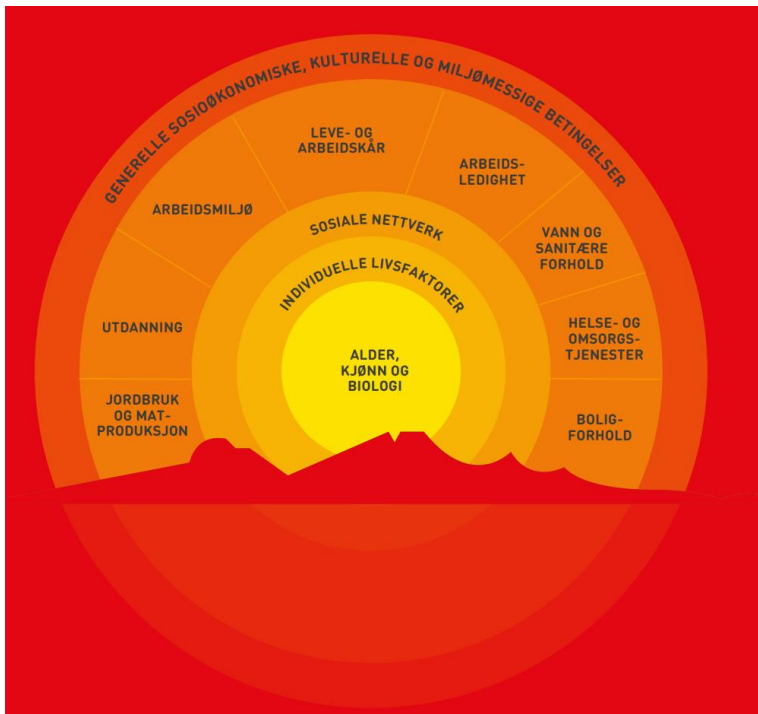 GENERELLE SOSIOØKONOMISKE, KULTURELLE OG MILJØMESSIGE BETINGELSER
LEVE- OG
ARBEIDSKÅR
ARBEIDS-
LEDIGHET
ARBEIDSMILJØ
VANN OG
SANITÆRE
FORHOLD
SOSIALE NETTVERK
INDIVIDUELLE LIVSFAKTORER
UTDANNING
HELSE- OG
OMSORGS-
TJENESTER
ALDER,
KJØNN OG
BIOLOGI
JORDBRUK
OG MAT-
PRODUKSJON
BOLIG-
FORHOLD